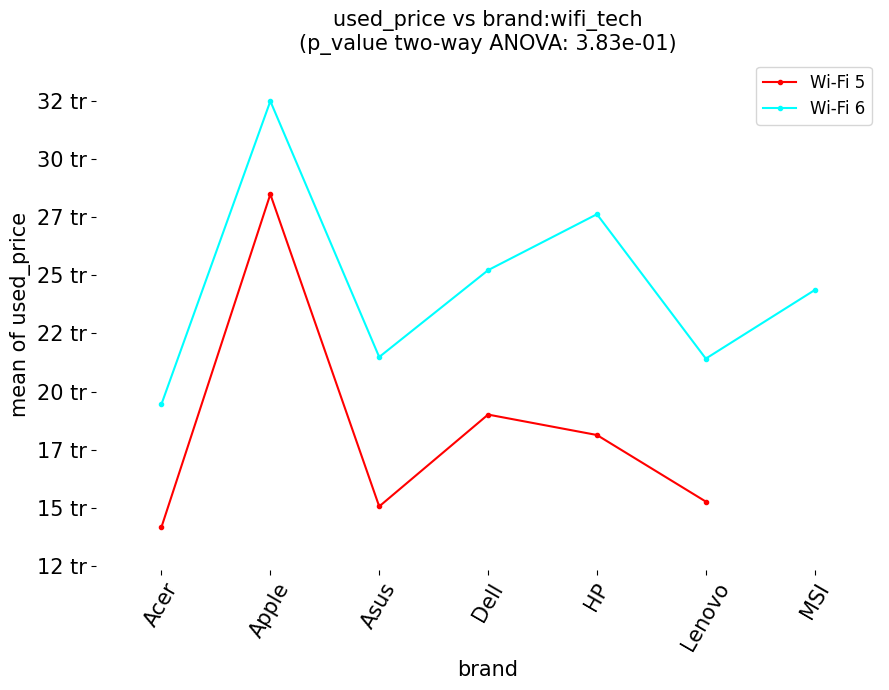 used_price vs brand:wifi_tech
(p_value two-way ANOVA: 3.83e-01)
Wi-Fi 5
Wi-Fi 6
mean of used_price
32 tr
30 tr
27 tr
25 tr
22 tr
20 tr
17 tr
15 tr
12 tr
Acer
Apple
Asus
Dell
HP
Lenovo
MSI
brand